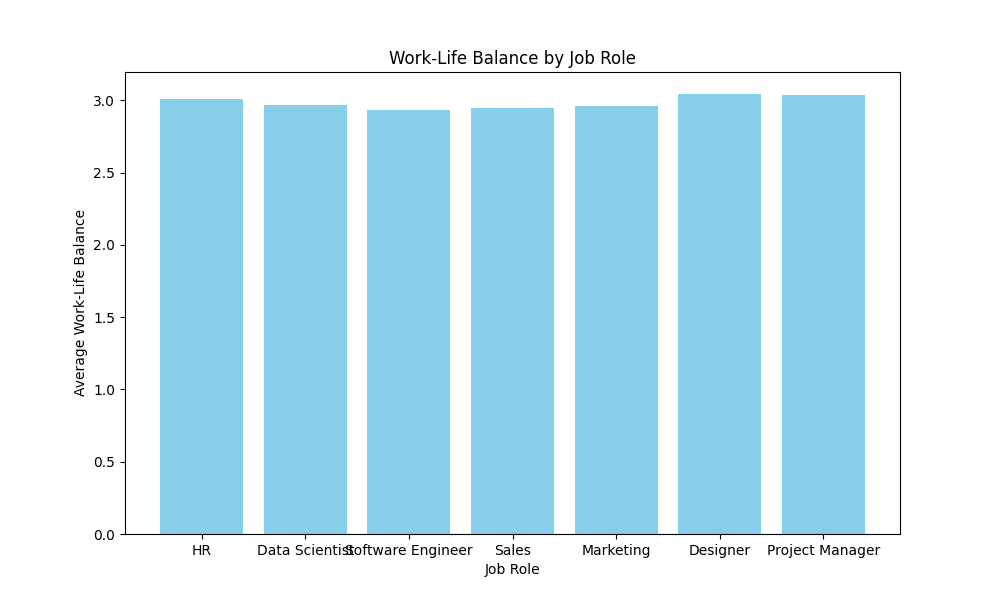 Work-Life Balance by Job Role
Average Work-Life Balance
3.0
2.5
2.0
1.5
1.0
0.5
0.0
HR
Data Scientist
Software Engineer
Sales
Marketing
Designer
Project Manager
Job Role